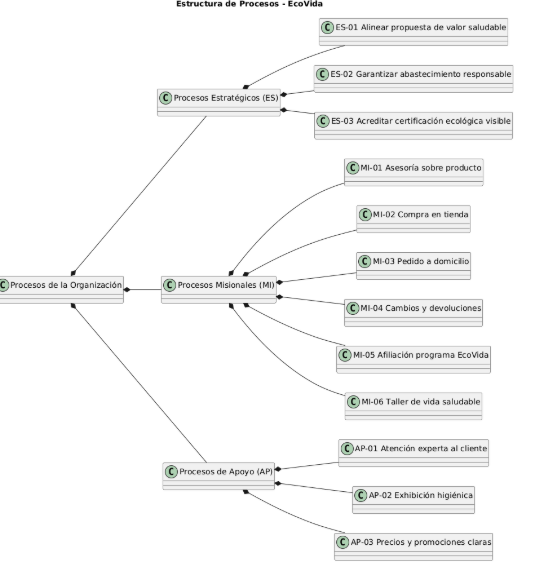 Estructura de Procesos - EcoVida
C ES-01 Alinear propuesta de valor saludable
C ES-02 Garantizar abastecimiento responsable
C Procesos Estratégicos (ES)
C ES-03 Acreditar certificación ecológica visible
C MI-01 Asesoría sobre producto
C MI-02 Compra en tienda
C MI-03 Pedido a domicilio
C Procesos de la Organización
C Procesos Misionales (MI)
C MI-04 Cambios y devoluciones
C MI-05 Afiliación programa EcoVida
C MI-06 Taller de vida saludable
C AP-01 Atención experta al cliente
C Procesos de Apoyo (AP)
C AP-02 Exhibición higiénica
C AP-03 Precios y promociones claras